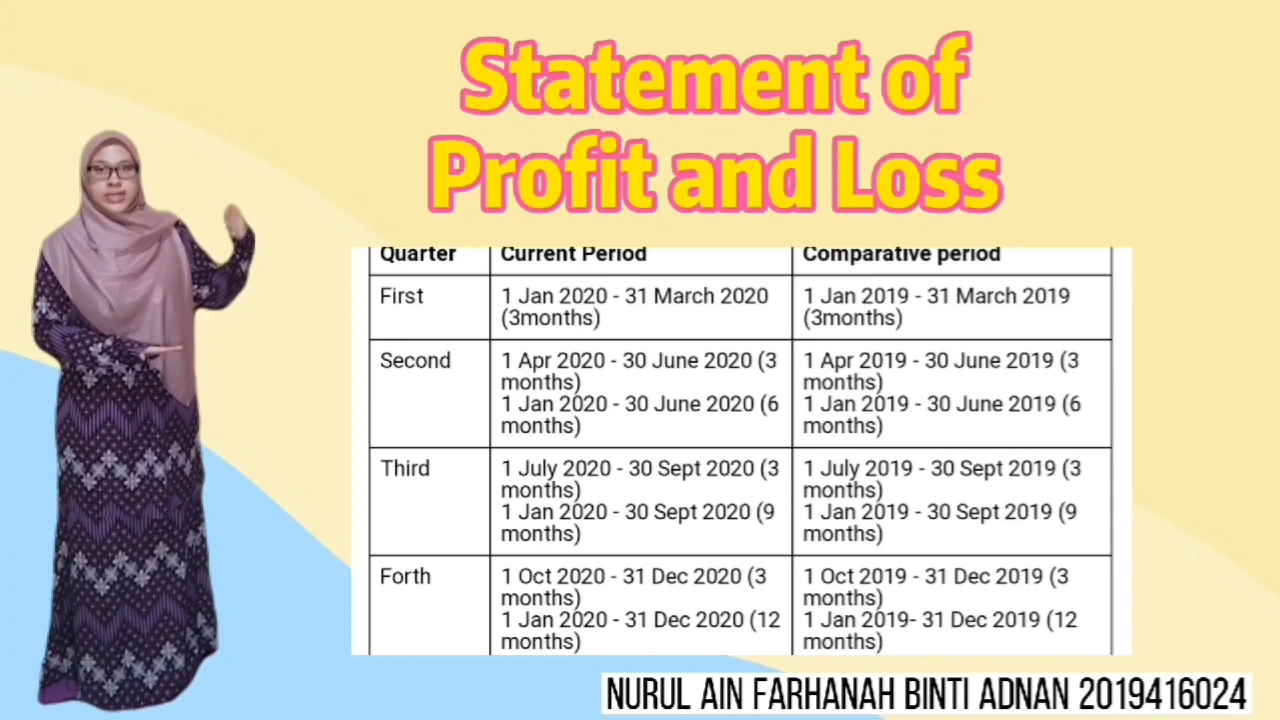 Statement of
Profit and Loss
Quarter Current Period Comparative period
First 1 Jan 2020 - 31 March 2020 1 Jan 2019 - 31 March 2019
(3months) (3months)
Second 1 Apr 2020 - 30 June 2020 (3 1 Apr 2019 - 30 June 2019 (3
months) months)
1 Jan 2020 - 30 June 2020 (6 1 Jan 2019 - 30 June 2019 (6
months) months)
Third 1 July 2020 - 30 Sept 2020 (3 1 July 2019 - 30 Sept 2019 (3
months) months)
1 Jan 2020 - 30 Sept 2020 (9 1 Jan 2019 - 30 Sept 2019 (9
months) months)
Forth 1 Oct 2020 - 31 Dec 2020 (3 1 Oct 2019 - 31 Dec 2019 (3
months) months)
1 Jan 2020 - 31 Dec 2020 (12 1 Jan 2019- 31 Dec 2019 (12
months) months)
NURUL AIN FARHANAH BINTI ADNAN 2019416024